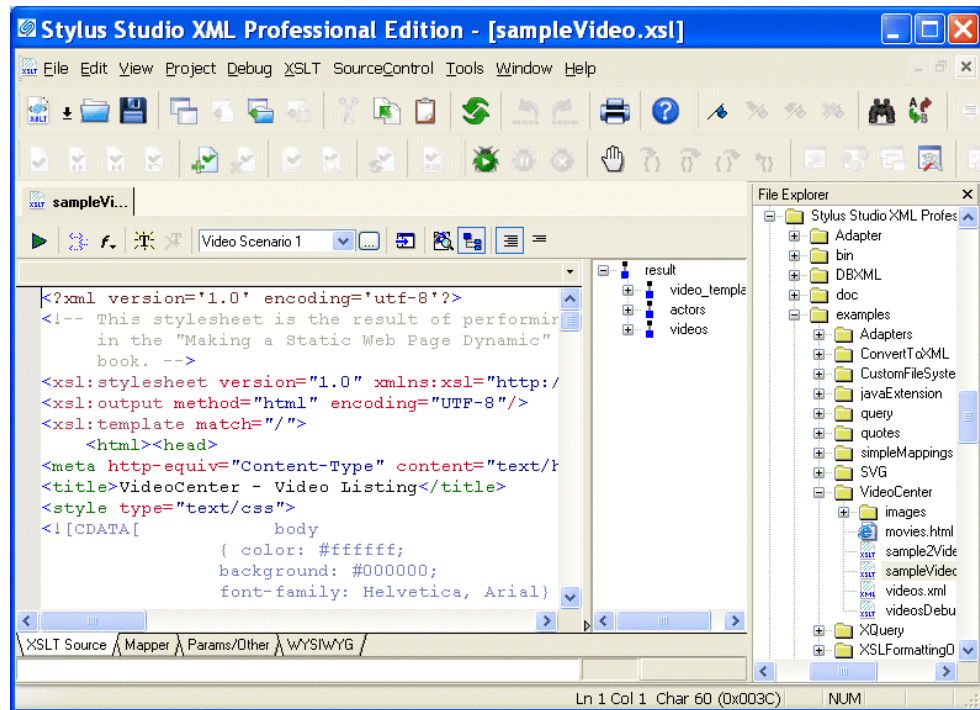 Stylus Studio XML Professional Edition - [sampleVideo.xsl]
File Edit View Project Debug XSLT SourceControl Tools Window Help
sampleVi...
Video Scenario 1
<?xml version='1.0' encoding='utf-8'?>
<!-- This stylesheet is the result of performin
in the "Making a Static Web Page Dynamic"
book. -->
<xsl:stylesheet version="1.0" xmlns:xsl="http:/
<xsl:output method="html" encoding="UTF-8"/>
<xsl:template match="/">
<html><head>
<meta http-equiv="Content-Type" content="text/h
<title>VideoCenter - Video Listing</title>
<style type="text/css">
<![CDATA[ body
{ color: #ffffff;
background: #000000;
font-family: Helvetica, Arial}
XSLT Source Mapper Params/Other WYSIWYG
result
video_templa
actors
videos
File Explorer
Stylus Studio XML Profes
Adapter
bin
DBXML
doc
examples
Adapters
ConvertToXML
CustomFileSyste
javaExtension
query
quotes
simpleMappings
SVG
VideoCenter
images
movies.html
sample2Vide
sampleVideo
videos.xml
videosDebu
XQuery
XSLFormattingO
Ln 1 Col 1 Char 60 (0x003C) NUM